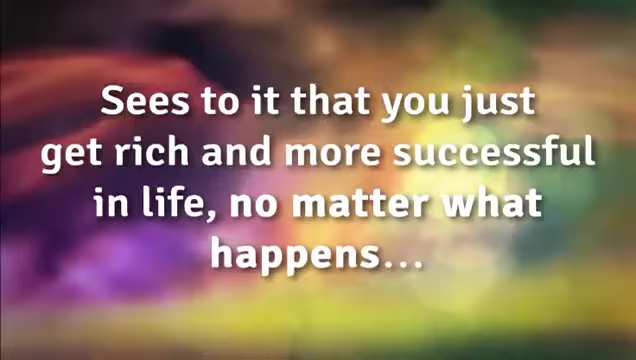 Sees to it that you just
get rich and more successful
in life, no matter what
happens...